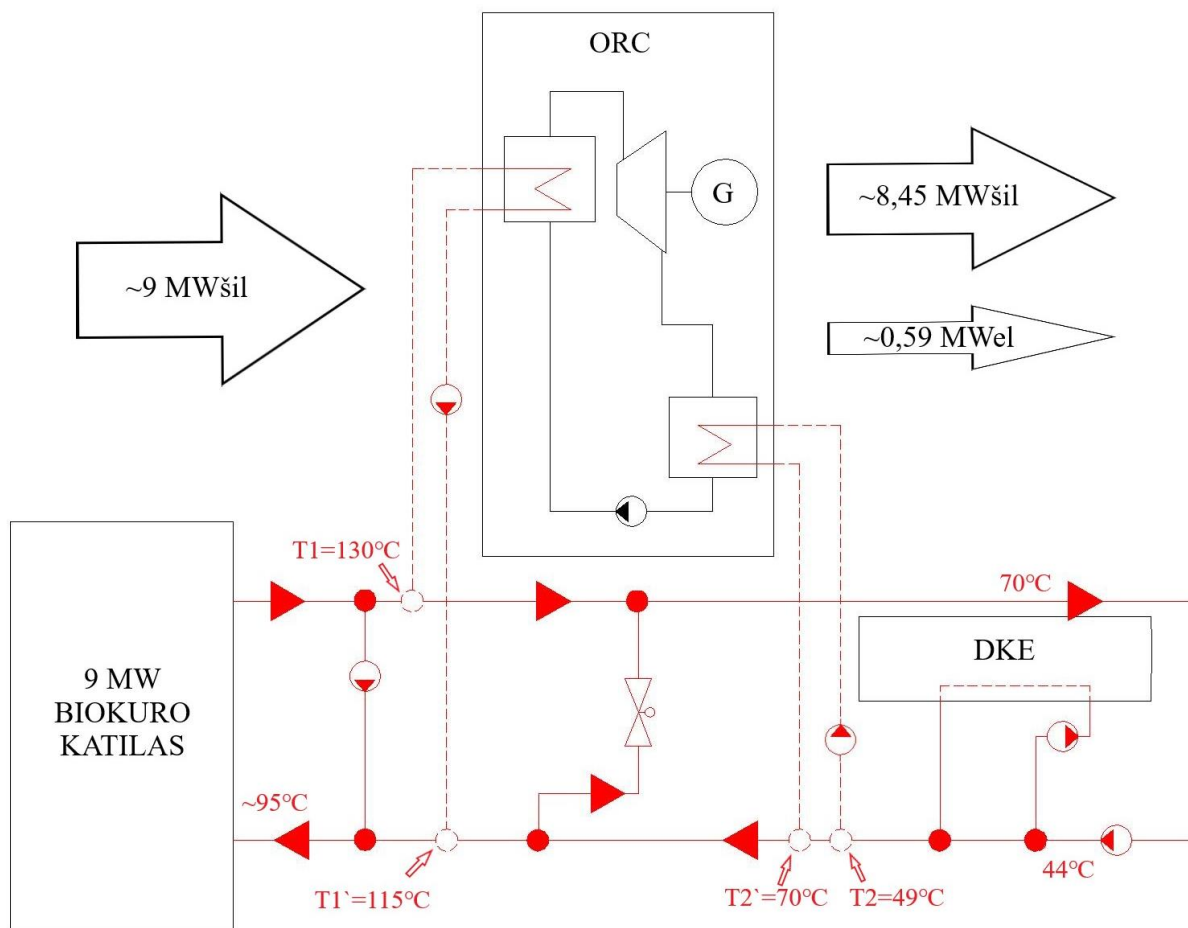 ORC
G
~9 MWšil
~8,45 MWšil
~0,59 MWel
T1=130°C
70°C
DKE
9 MW
BIOKURO
KATILAS
~95°C
44°C
T1`=115°C
T2`=70°C
T2=49°C